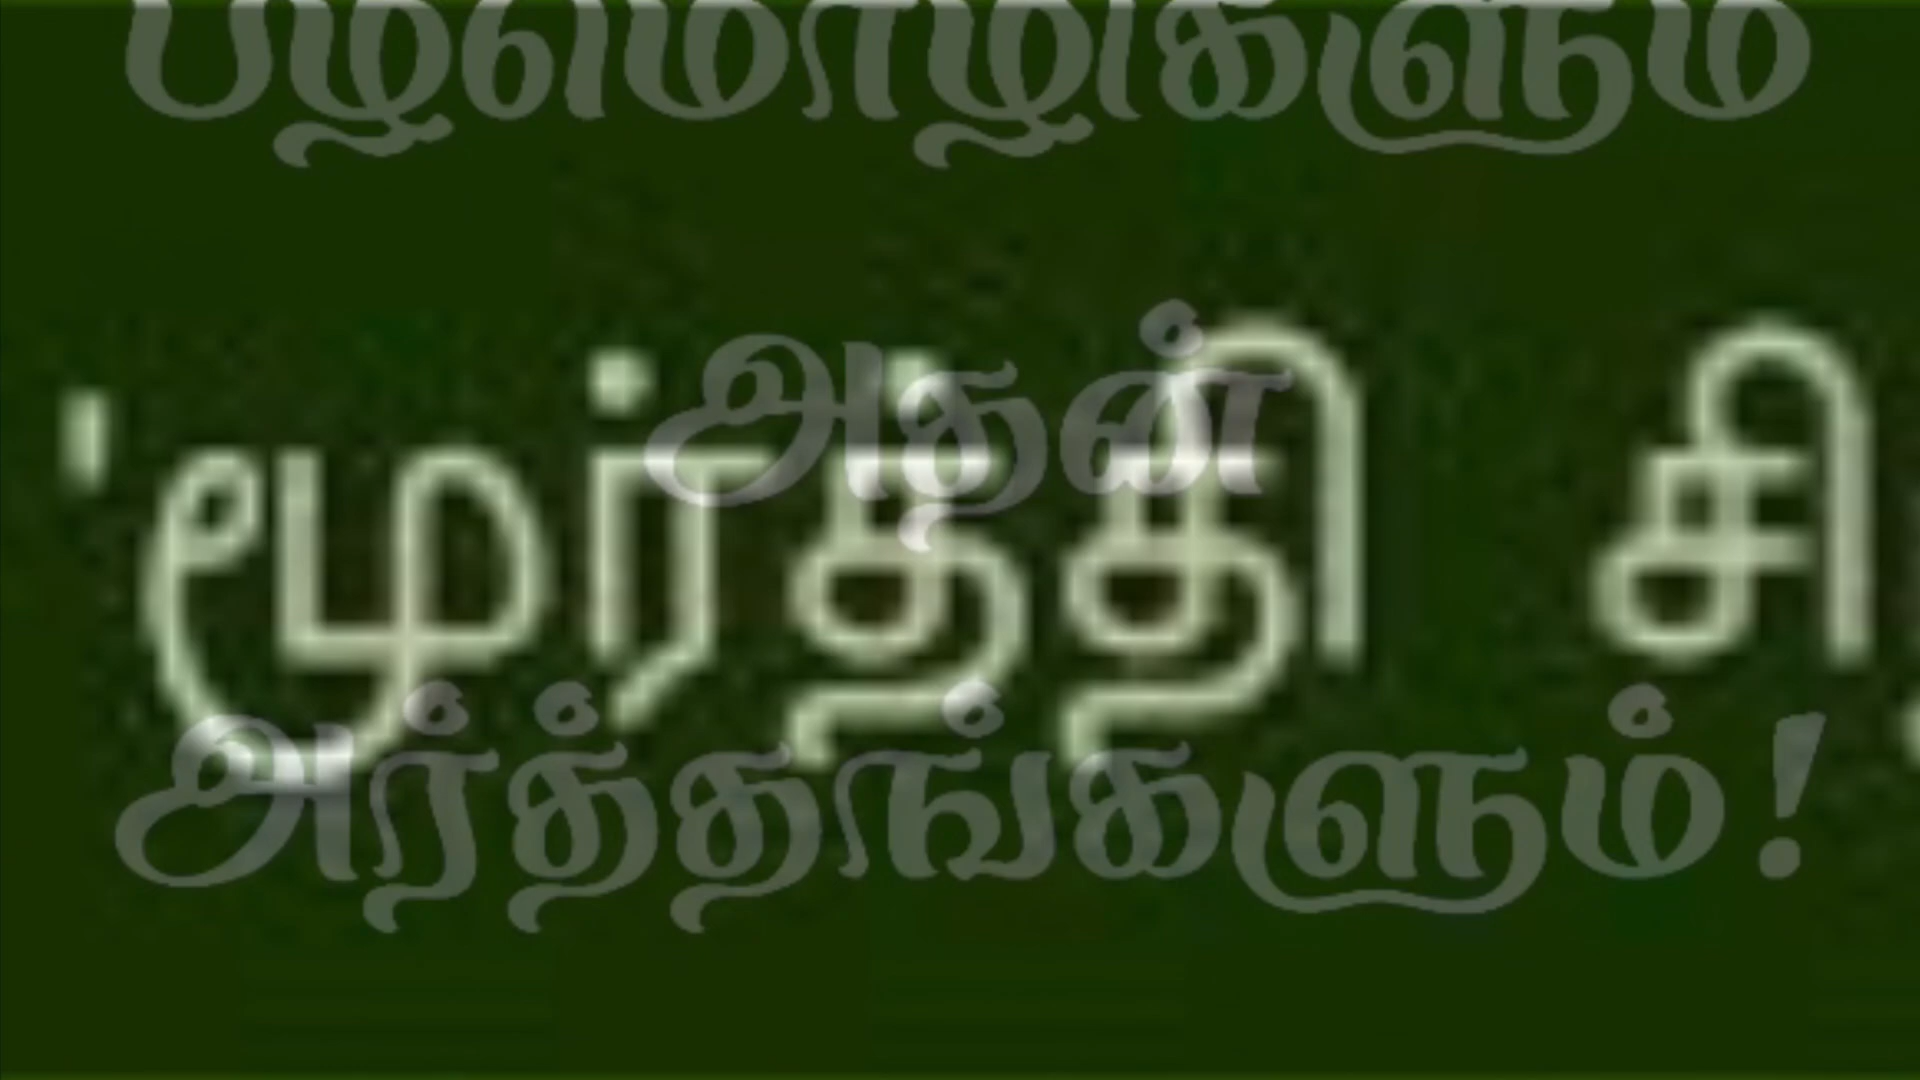 பழமொழிகளும்
'மூர்த்தி சி
அதன்
அர்த்தங்களும்!